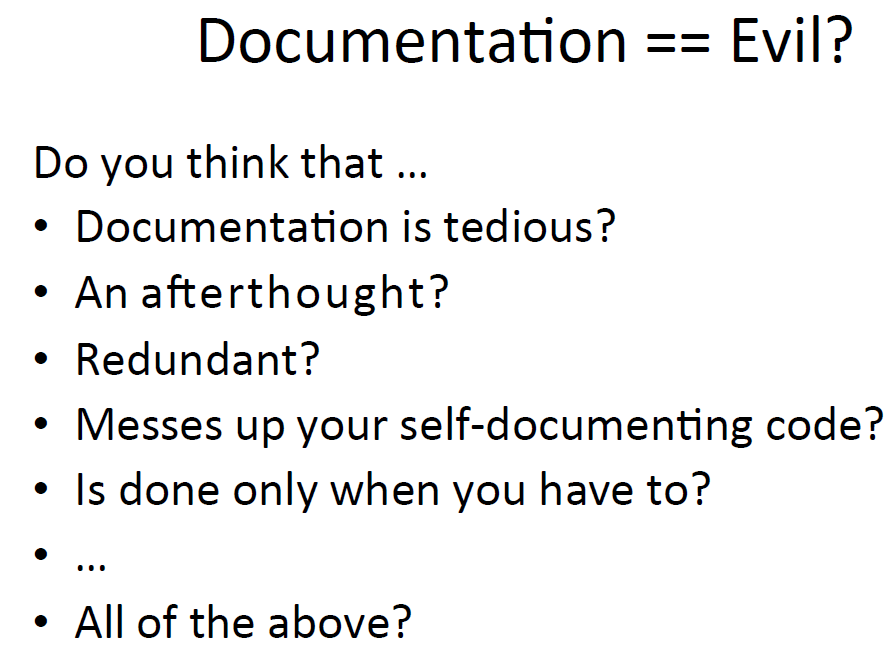 Documentation == Evil?
Do you think that ...
• Documentation is tedious?
• An afterthought?
• Redundant?
• Messes up your self-documenting code?
• Is done only when you have to?
• ...
• All of the above?